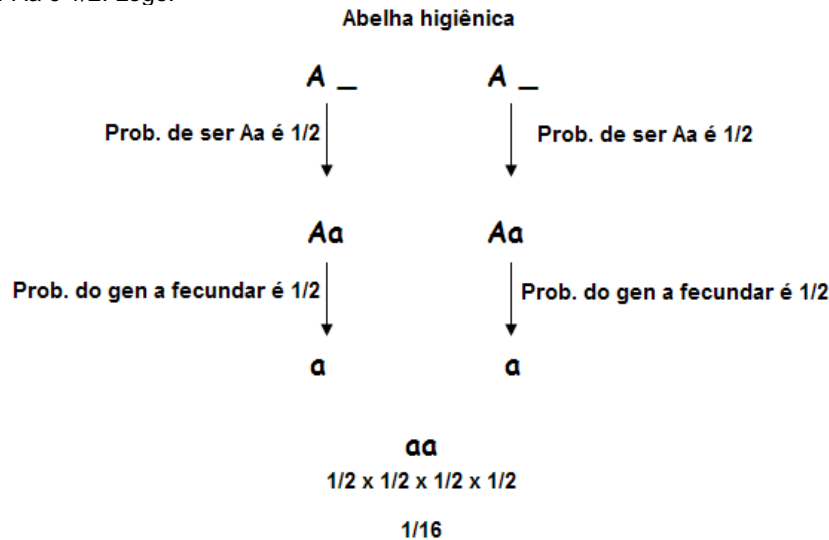 Abelha higiênica
A _ A _
Prob. de ser Aa é 1/2 Prob. de ser Aa é 1/2
Aa Aa
Prob. do gen a fecundar é 1/2 Prob. do gen a fecundar é 1/2
a a
aa
1/2 x 1/2 x 1/2 x 1/2
1/16